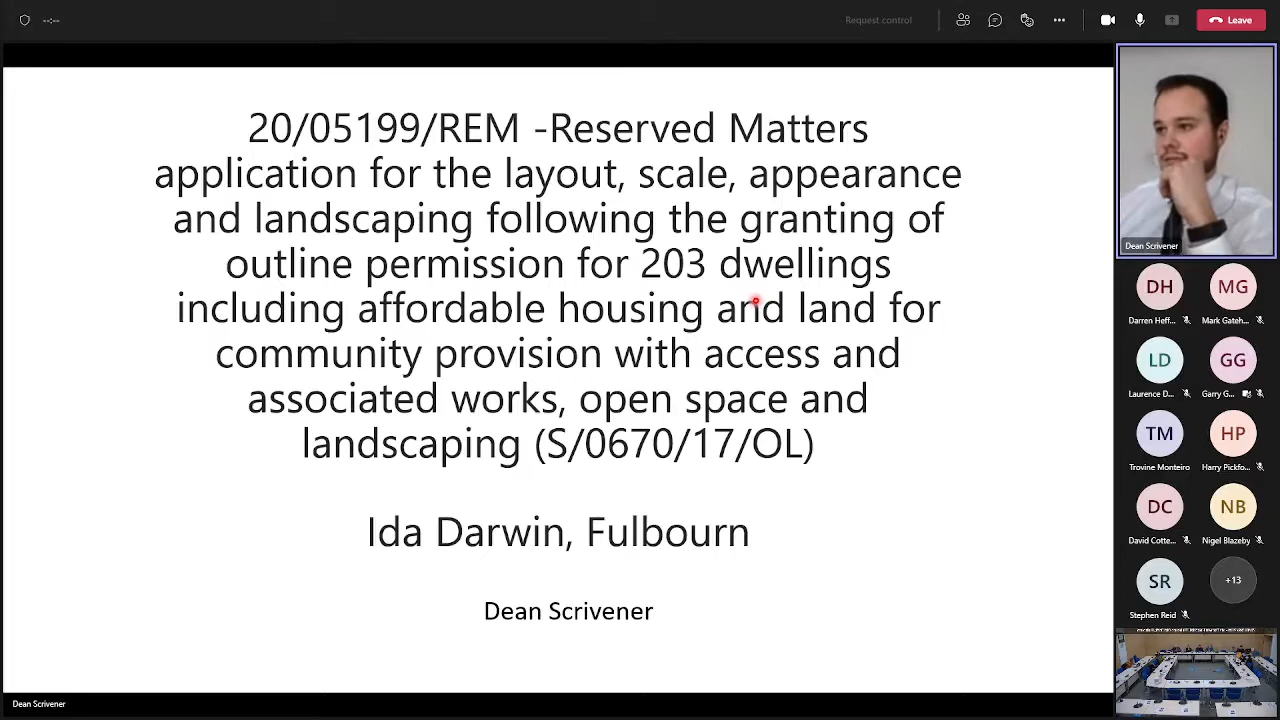 --:--
Request control
Leave
20/05199/REM -Reserved Matters
application for the layout, scale, appearance
and landscaping following the granting of
outline permission for 203 dwellings
including affordable housing and land for
community provision with access and
associated works, open space and
landscaping (S/0670/17/OL)
Ida Darwin, Fulbourn
Dean Scrivener
Dean Scrivener
Dean Scrivener
DH
MG
Darren Heff...
Mark Gateh...
LD
GG
Laurence D...
Garry G...
TM
HP
Trovine Monteiro
Harry Pickfo...
DC
NB
David Cotte...
Nigel Blazeby
SR
+13
Stephen Reid